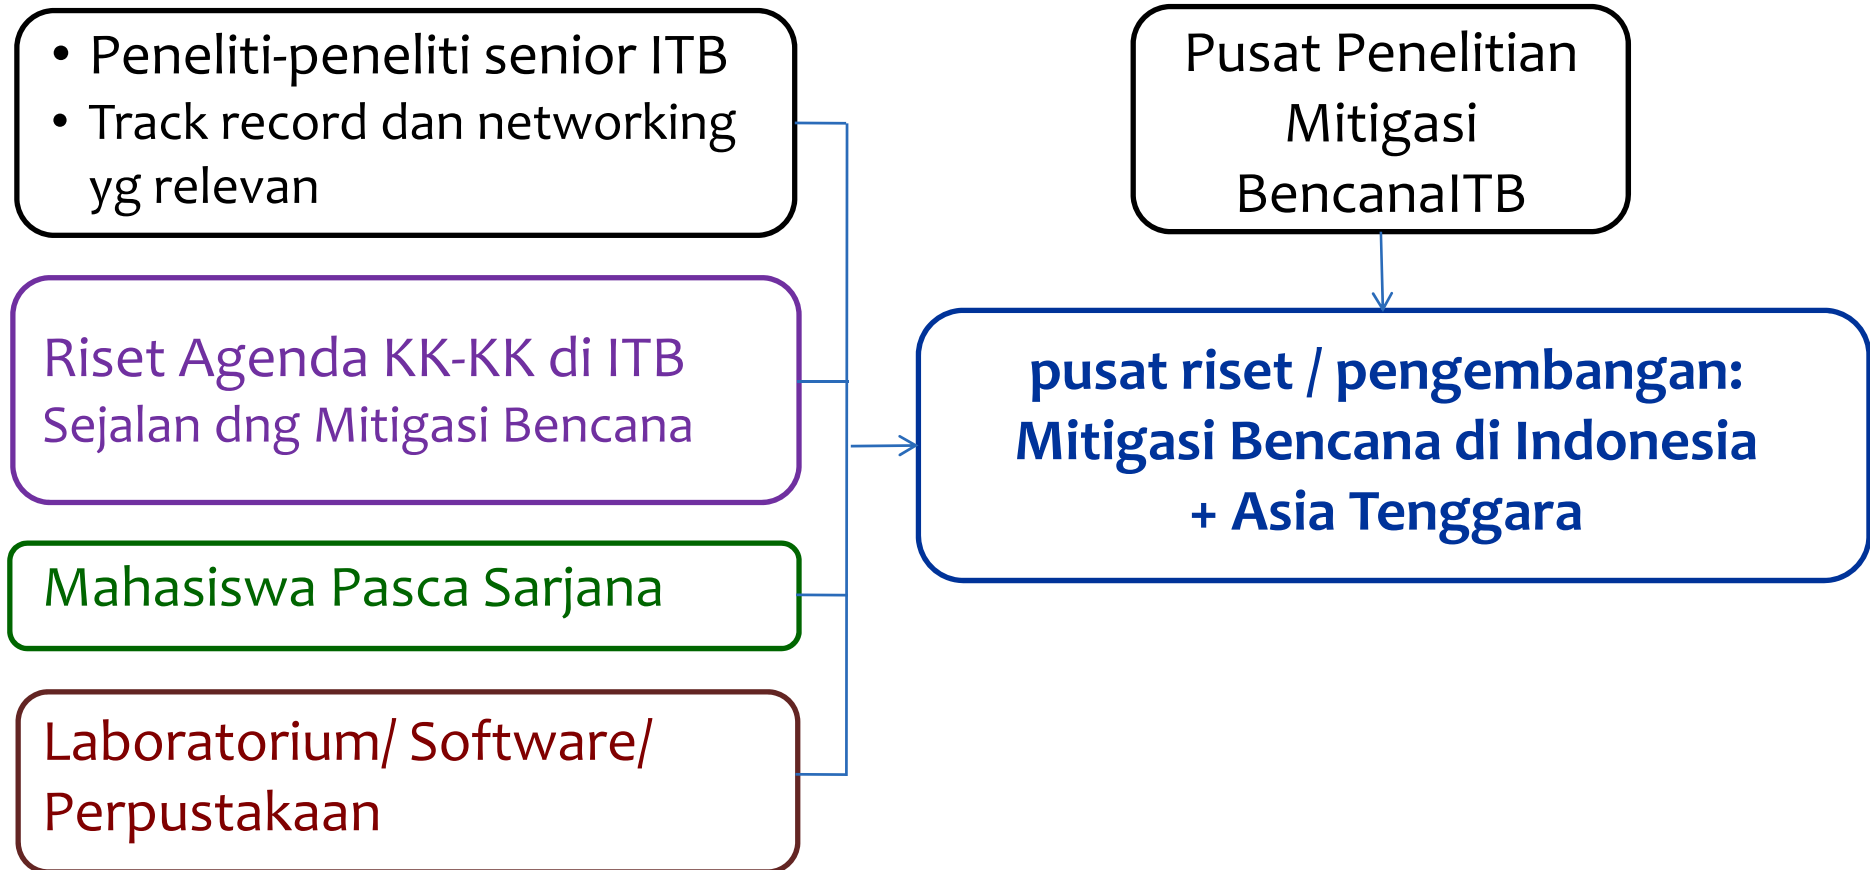 • Peneliti-peneliti senior ITB
• Track record dan networking
yg relevan
Riset Agenda KK-KK di ITB
Sejalan dng Mitigasi Bencana
Mahasiswa Pasca Sarjana
Laboratorium/ Software/
Perpustakaan
Pusat Penelitian
Mitigasi
BencanaITB
pusat riset / pengembangan:
Mitigasi Bencana di Indonesia
+ Asia Tenggara